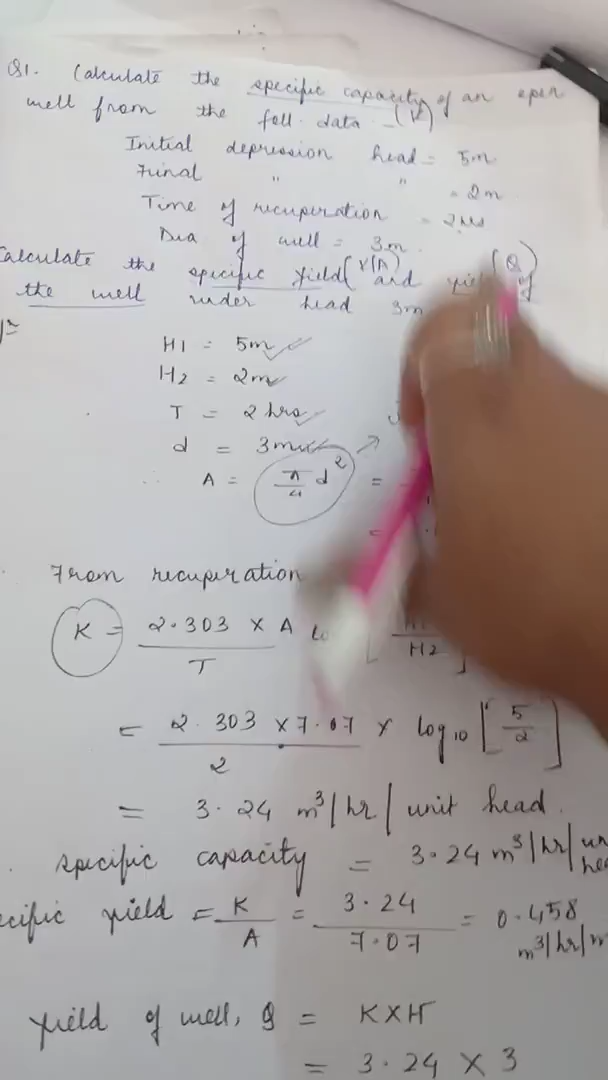 Q1. Calculate the specific capacity of an open
well from the foll. data - (K)
Initial depression head = 5m
Final " " = 2m
Time of recuperation = 2 hrs
Dia of well = 3m.
Calculate the specific yield (K/A) and yield (Q) of
the well under head 3m
H1 = 5m
H2 = 2m
T = 2 hrs
d = 3m
∴ A = π/4 d² =
=
From recuperation
K = 2.303 × A / T [ H1 / H2 ]
= 2.303 × 7.07 / 2 × log10 [ 5 / 2 ]
= 3.24 m³/hr/unit head.
specific capacity = 3.24 m³/hr/
yield = K / A = 3.24 / 7.07 = 0.458
m³/hr/m
yield of well, Q = K×H
= 3.24 × 3